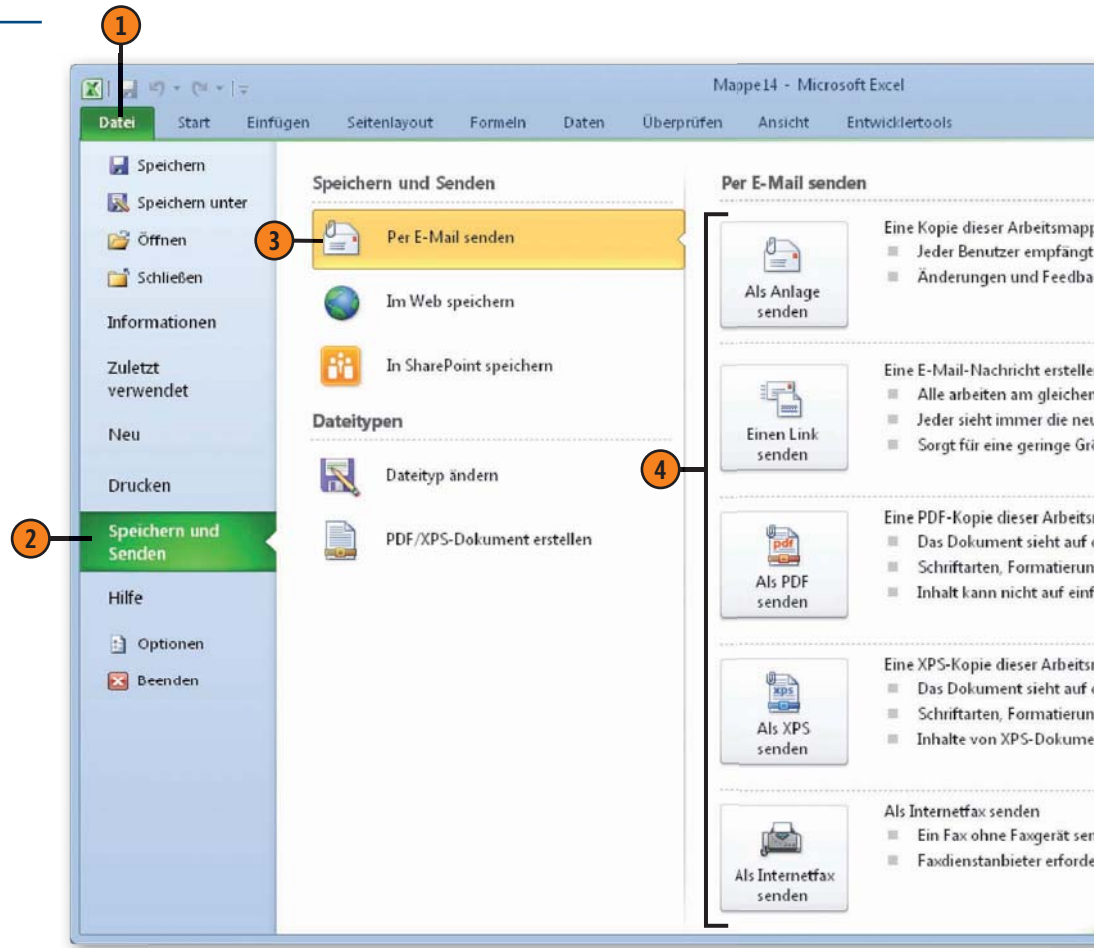 1
Mappe14 - Microsoft Excel
Datei Start Einfügen Seitenlayout Formeln Daten Überprüfen Ansicht Entwicklertools
Speichern
Speichern unter
Öffnen
Schließen
Informationen
Zuletzt
verwendet
Neu
Drucken
2
Speichern und
Senden
Hilfe
Optionen
Beenden
Speichern und Senden
3
Per E-Mail senden
Im Web speichern
In SharePoint speichern
Dateitypen
Dateityp ändern
PDF/XPS-Dokument erstellen
4
Per E-Mail senden
Als Anlage
senden
Eine Kopie dieser Arbeitsmapp
Jeder Benutzer empfängt
Änderungen und Feedba
Einen Link
senden
Eine E-Mail-Nachricht erstelle
Alle arbeiten am gleichen
Jeder sieht immer die neu
Sorgt für eine geringe Grö
pdf
Als PDF
senden
Eine PDF-Kopie dieser Arbeits
Das Dokument sieht auf
Schriftarten, Formatierun
Inhalt kann nicht auf einf
xps
Als XPS
senden
Eine XPS-Kopie dieser Arbeits
Das Dokument sieht auf
Schriftarten, Formatierun
Inhalte von XPS-Dokume
Als Internetfax
senden
Als Internetfax senden
Ein Fax ohne Faxgerät sen
Faxdienstanbieter erforde